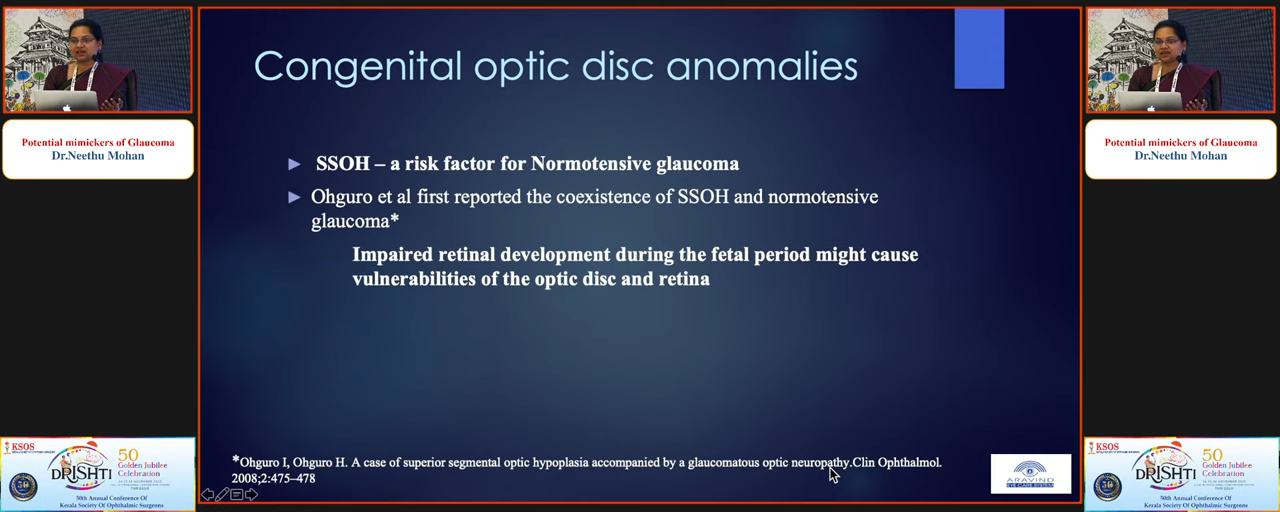 Congenital optic disc anomalies
SSOH – a risk factor for Normotensive glaucoma
Ohguro et al first reported the coexistence of SSOH and normotensive
glaucoma*
Impaired retinal development during the fetal period might cause
vulnerabilities of the optic disc and retina
*Ohguro I, Ohguro H. A case of superior segmental optic hypoplasia accompanied by a glaucomatous optic neuropathy.Clin Ophthalmol.
2008;2:475–478
ARAVIND
EYE CARE SYSTEM
Potential mimickers of Glaucoma
Dr.Neethu Mohan
KSOS
DRISHTI
50
Golden Jubilee
Celebration
50th Annual Conference Of
Kerala Society Of Ophthalmic Surgeons
Potential mimickers of Glaucoma
Dr.Neethu Mohan
KSOS
DRISHTI
50
Golden Jubilee
Celebration
50th Annual Conference Of
Kerala Society Of Ophthalmic Surgeons